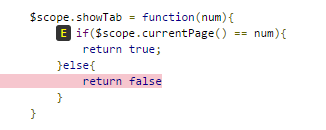 $scope.showTab = function(num){
E if($scope.currentPage() == num){
return true;
}else{
return false
}
}